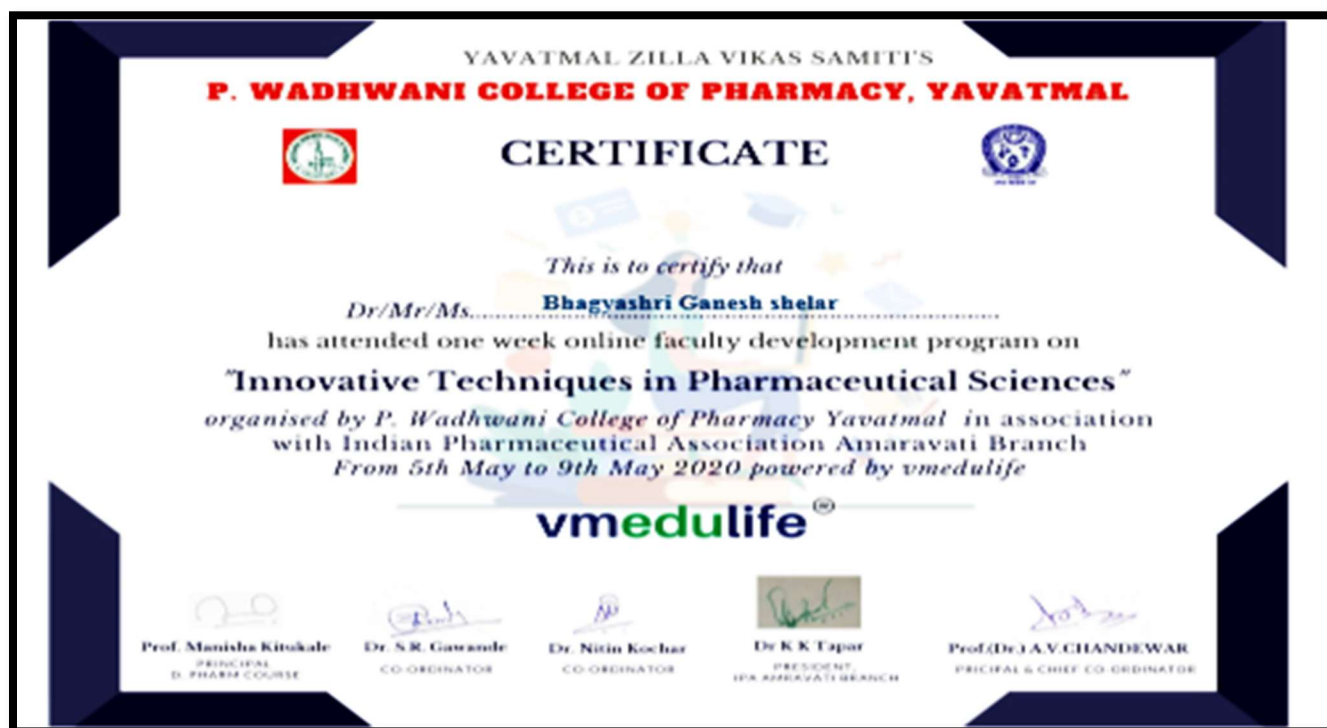 YAVATMAL ZILLA VIKAS SAMITI'S
P. WADHWANI COLLEGE OF PHARMACY, YAVATMAL
CERTIFICATE
This is to certify that
Dr/Mr/Ms......Bhagyashri Ganesh shelar......
has attended one week online faculty development program on
"Innovative Techniques in Pharmaceutical Sciences"
organised by P. Wadhwani College of Pharmacy Yavatmal in association
with Indian Pharmaceutical Association Amaravati Branch
From 5th May to 9th May 2020 powered by vmedulife
vmedulife®
Prof. Manisha Kitukale
PRINCIPAL
D. PHARM COURSE
Dr. S.R. Gawande
CO-ORDINATOR
Dr. Nitin Kochar
CO-ORDINATOR
Dr K K Tapar
PRESIDENT,
IPA AMRAVATI BRANCH
Prof.(Dr.) A.V.CHANDEWAR
PRICIPAL & CHIEF CO-ORDINATOR